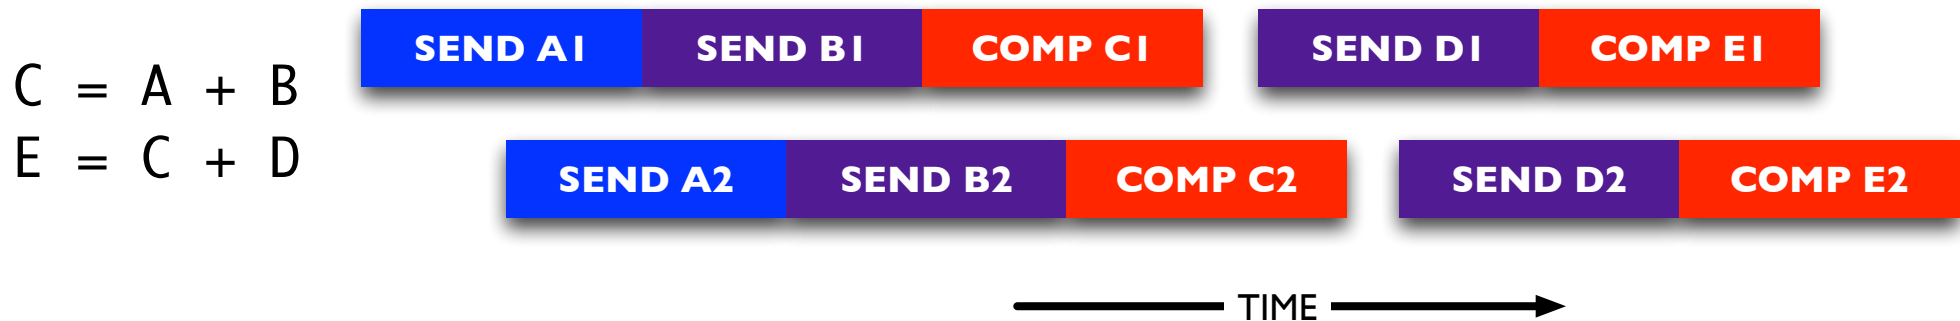 C = A + B
E = C + D
SEND A1 SEND B1 COMP C1 SEND D1 COMP E1
SEND A2 SEND B2 COMP C2 SEND D2 COMP E2
TIME